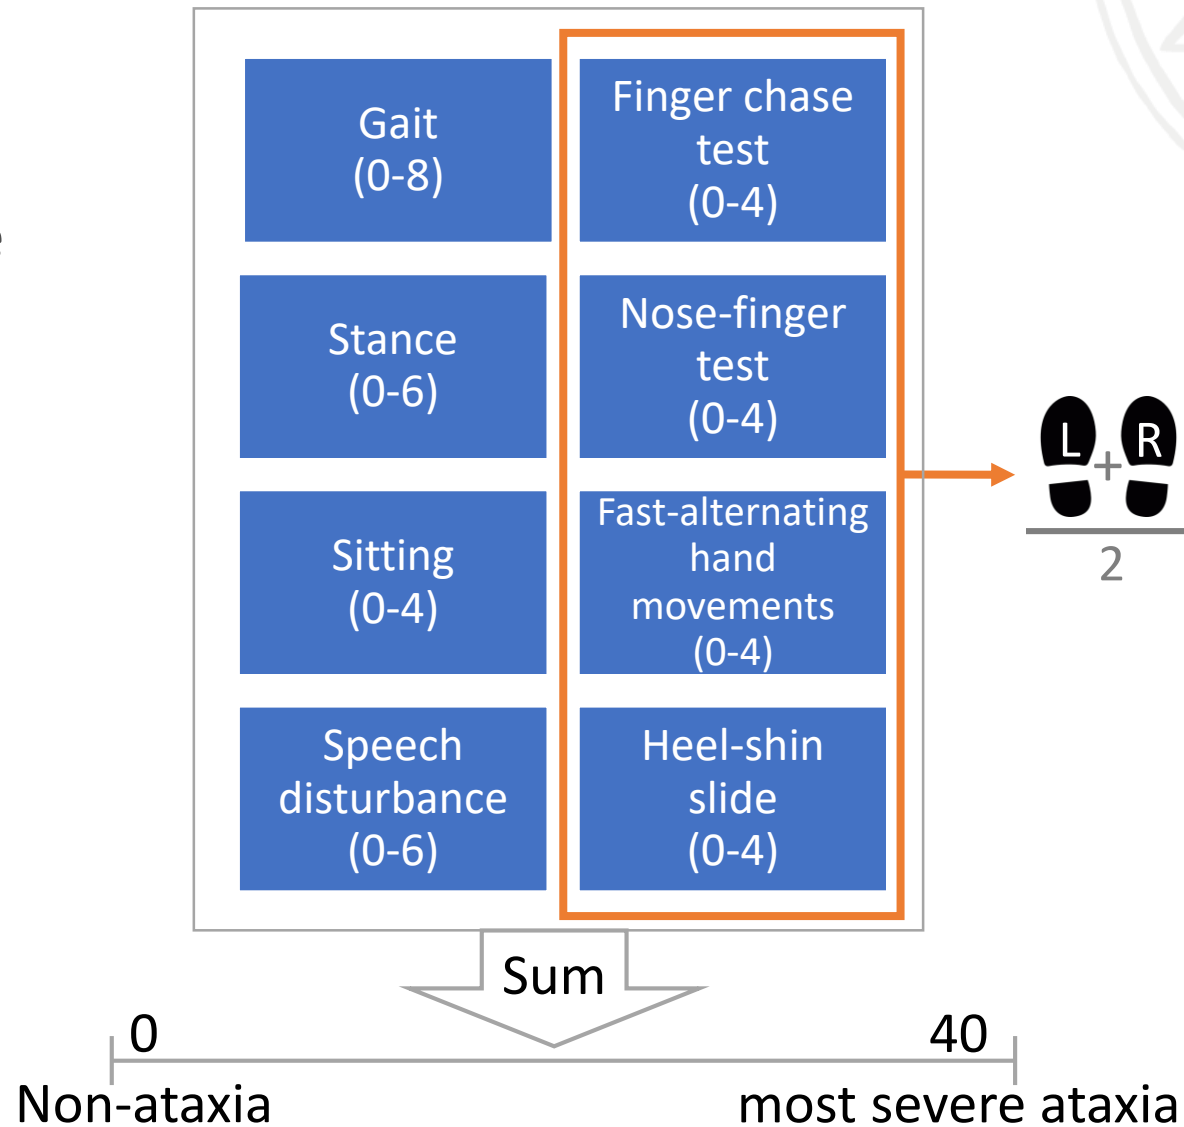 Gait
(0-8)
Finger chase
test
(0-4)
Stance
(0-6)
Nose-finger
test
(0-4)
Sitting
(0-4)
Fast-alternating
hand
movements
(0-4)
Speech
disturbance
(0-6)
Heel-shin
slide
(0-4)
L + R
2
Sum
0
40
Non-ataxia
most severe ataxia